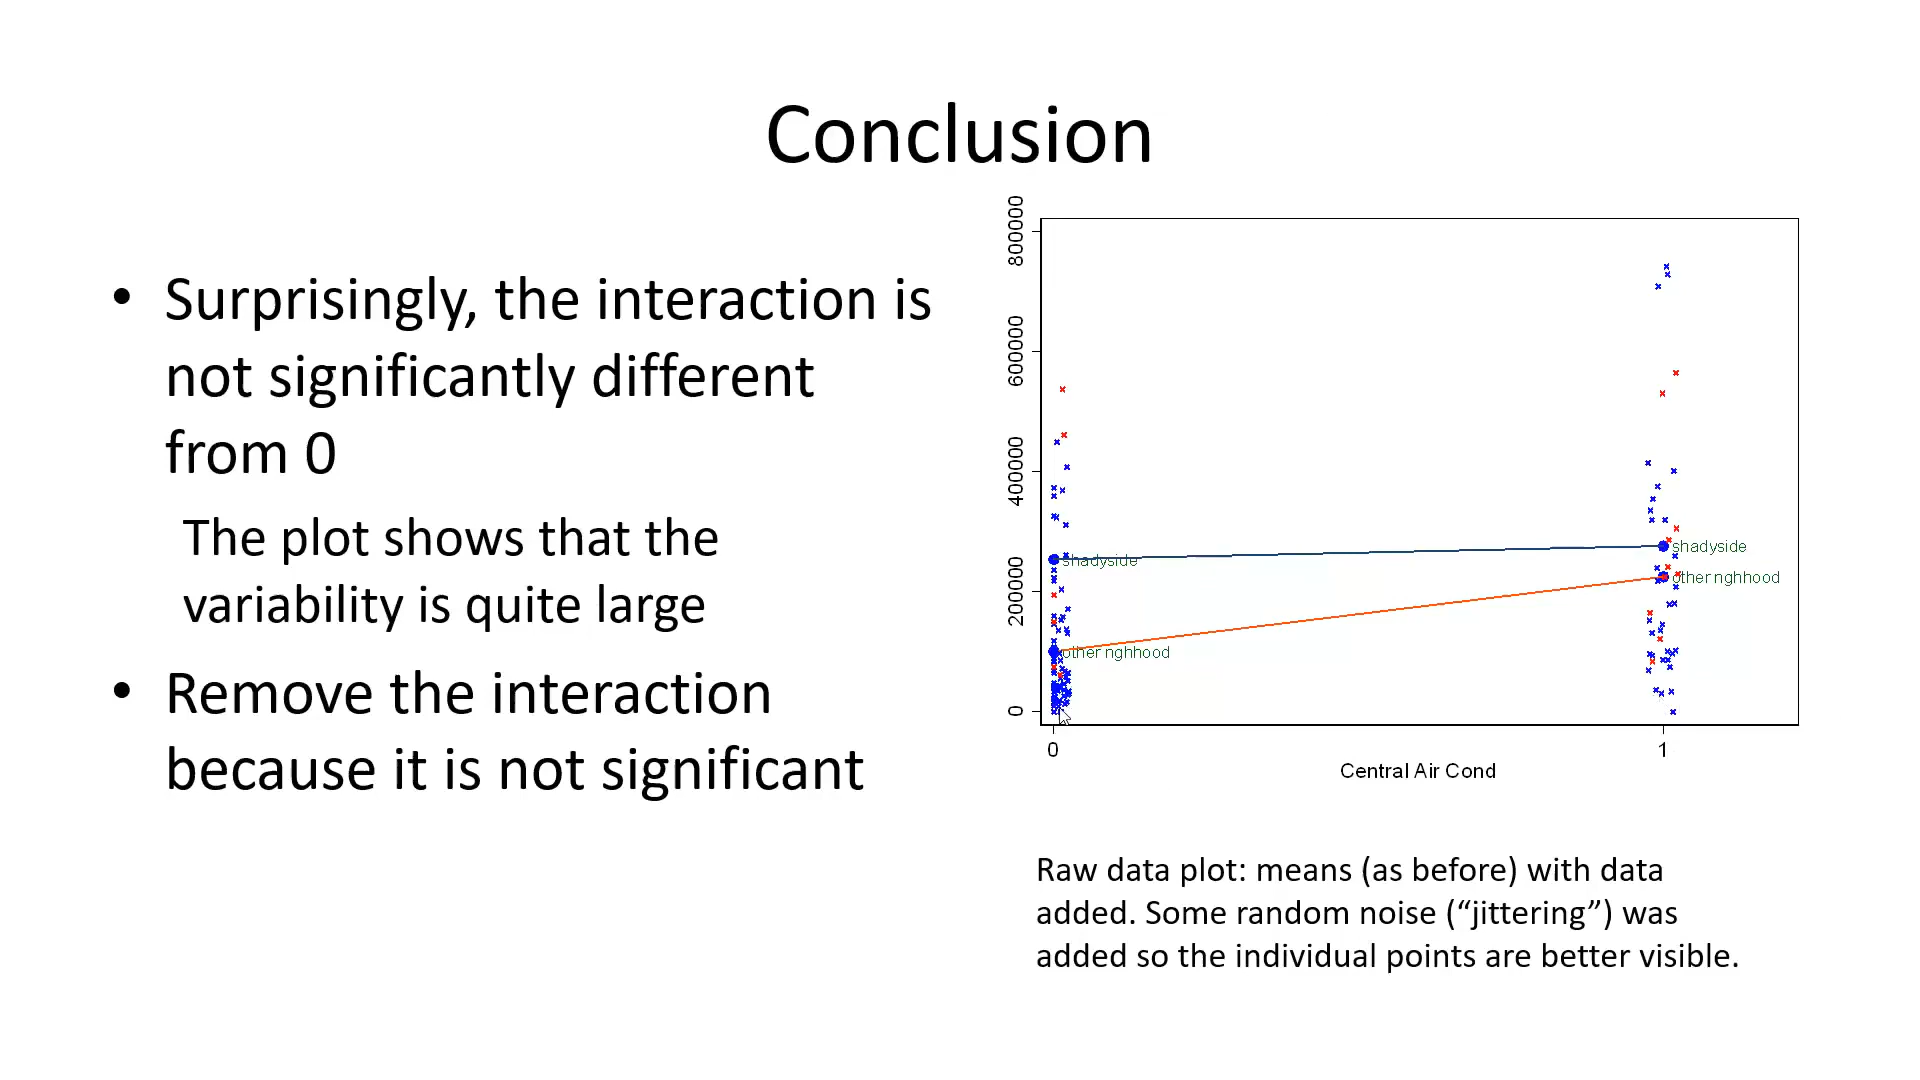 Conclusion
• Surprisingly, the interaction is
not significantly different
from 0
The plot shows that the
variability is quite large
• Remove the interaction
because it is not significant
800000
600000
400000
200000
0
shadyside
other nghhood
shadyside
other nghhood
0
1
Central Air Cond
Raw data plot: means (as before) with data
added. Some random noise (“jittering”) was
added so the individual points are better visible.